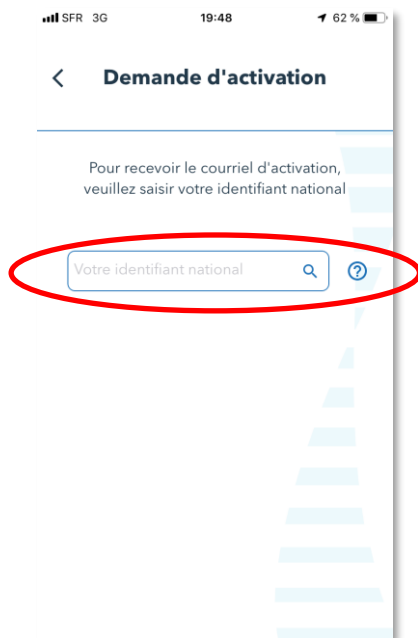 SFR 3G 19:48 62 %
Demande d'activation
Pour recevoir le courriel d'activation,
veuillez saisir votre identifiant national
Votre identifiant national